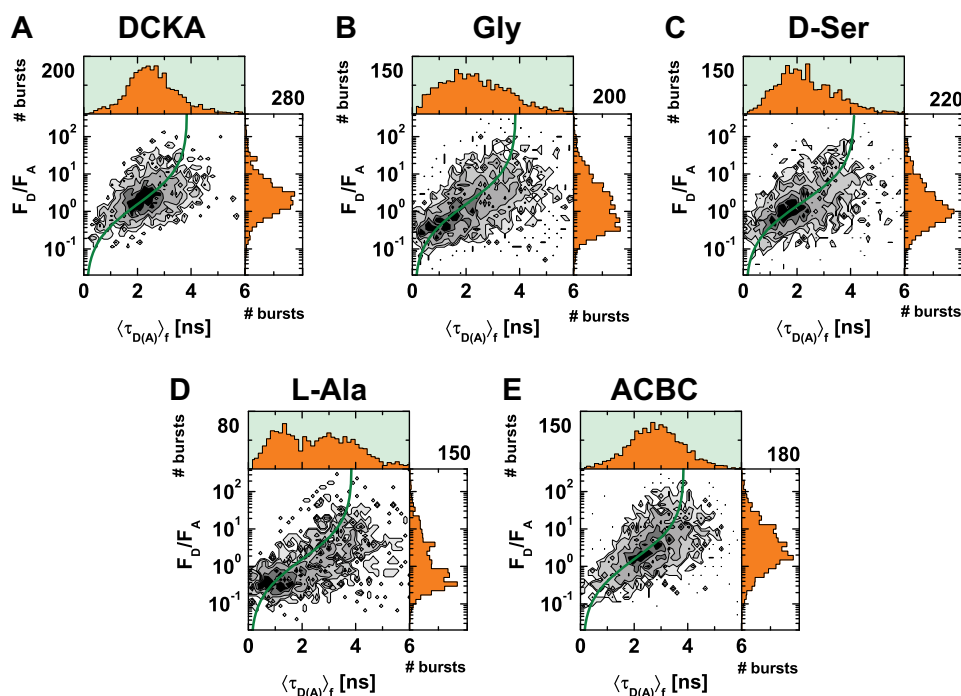 A DCKA
200
# bursts
280
10²
10¹
10⁰
10⁻¹
F_D/F_A
0 2 4 6
# bursts
⟨τ_D(A)⟩_f [ns]
B Gly
150
# bursts
200
10²
10¹
10⁰
10⁻¹
F_D/F_A
0 2 4 6
# bursts
⟨τ_D(A)⟩_f [ns]
C D-Ser
150
# bursts
220
10²
10¹
10⁰
10⁻¹
F_D/F_A
0 2 4 6
# bursts
⟨τ_D(A)⟩_f [ns]
D L-Ala
80
# bursts
150
10²
10¹
10⁰
10⁻¹
F_D/F_A
0 2 4 6
# bursts
⟨τ_D(A)⟩_f [ns]
E ACBC
150
# bursts
180
10²
10¹
10⁰
10⁻¹
F_D/F_A
0 2 4 6
# bursts
⟨τ_D(A)⟩_f [ns]